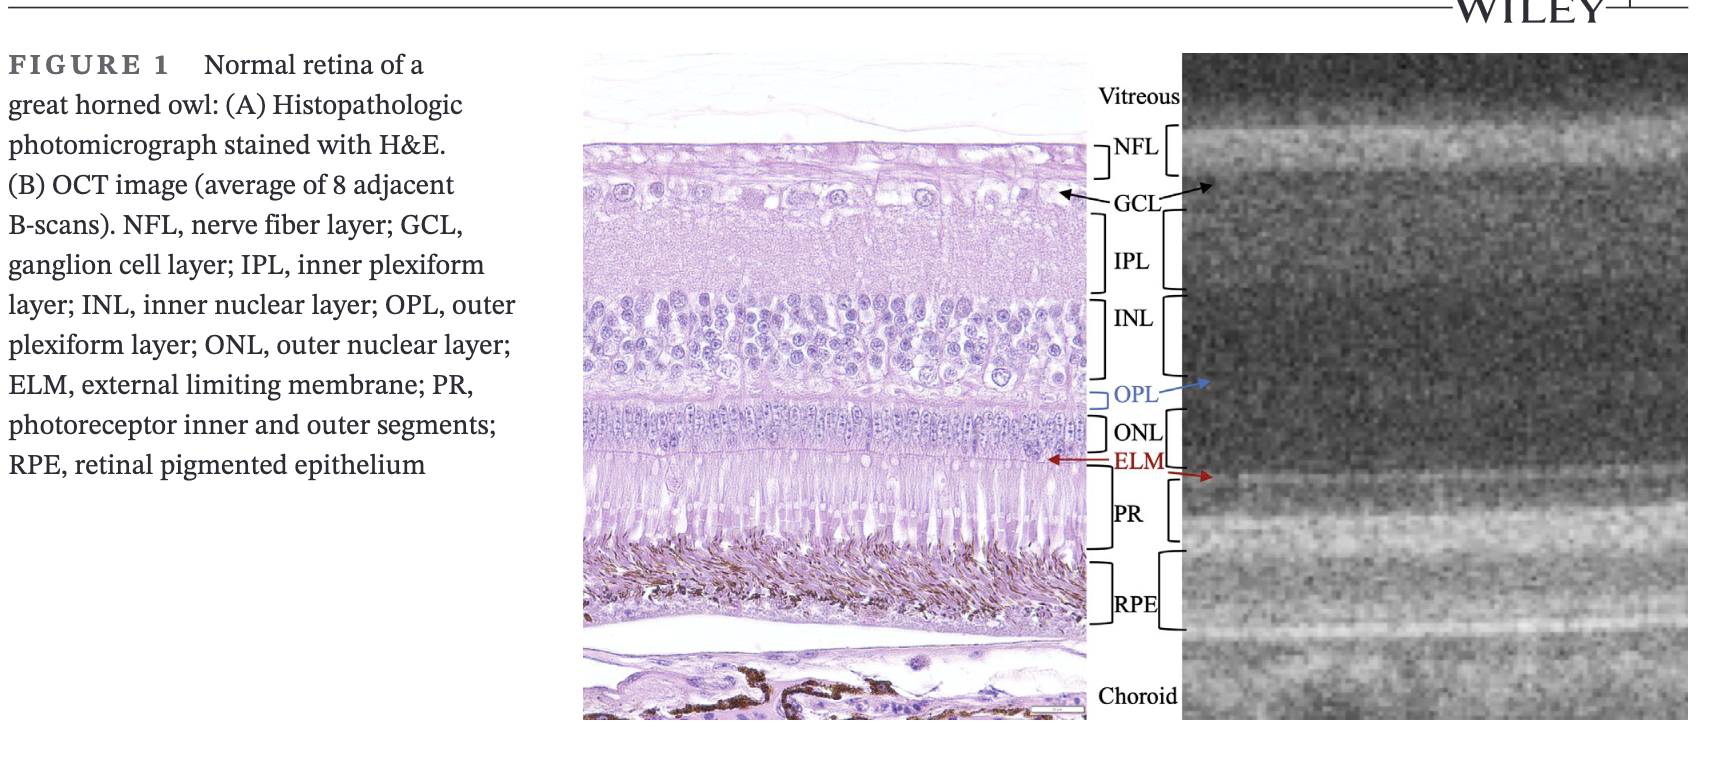 WILEY
FIGURE 1 Normal retina of a
great horned owl: (A) Histopathologic
photomicrograph stained with H&E.
(B) OCT image (average of 8 adjacent
B-scans). NFL, nerve fiber layer; GCL,
ganglion cell layer; IPL, inner plexiform
layer; INL, inner nuclear layer; OPL, outer
plexiform layer; ONL, outer nuclear layer;
ELM, external limiting membrane; PR,
photoreceptor inner and outer segments;
RPE, retinal pigmented epithelium
Vitreous
NFL
GCL
IPL
INL
OPL
ONL
ELM
PR
RPE
Choroid